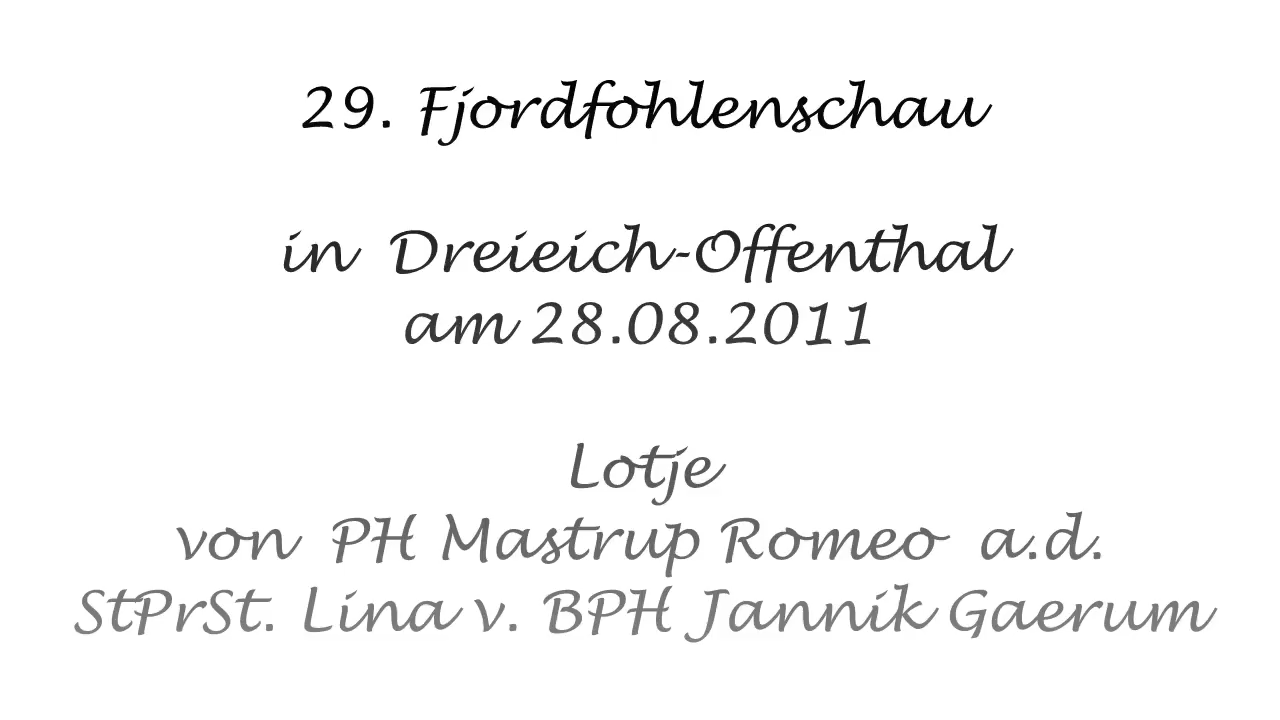 29. Fjordfohlenschau
in Dreieich-Offenthal
am 28.08.2011
Lotje
von PH Mastrup Romeo a.d.
StPrSt. Lina v. BPH Jannik Gaerum